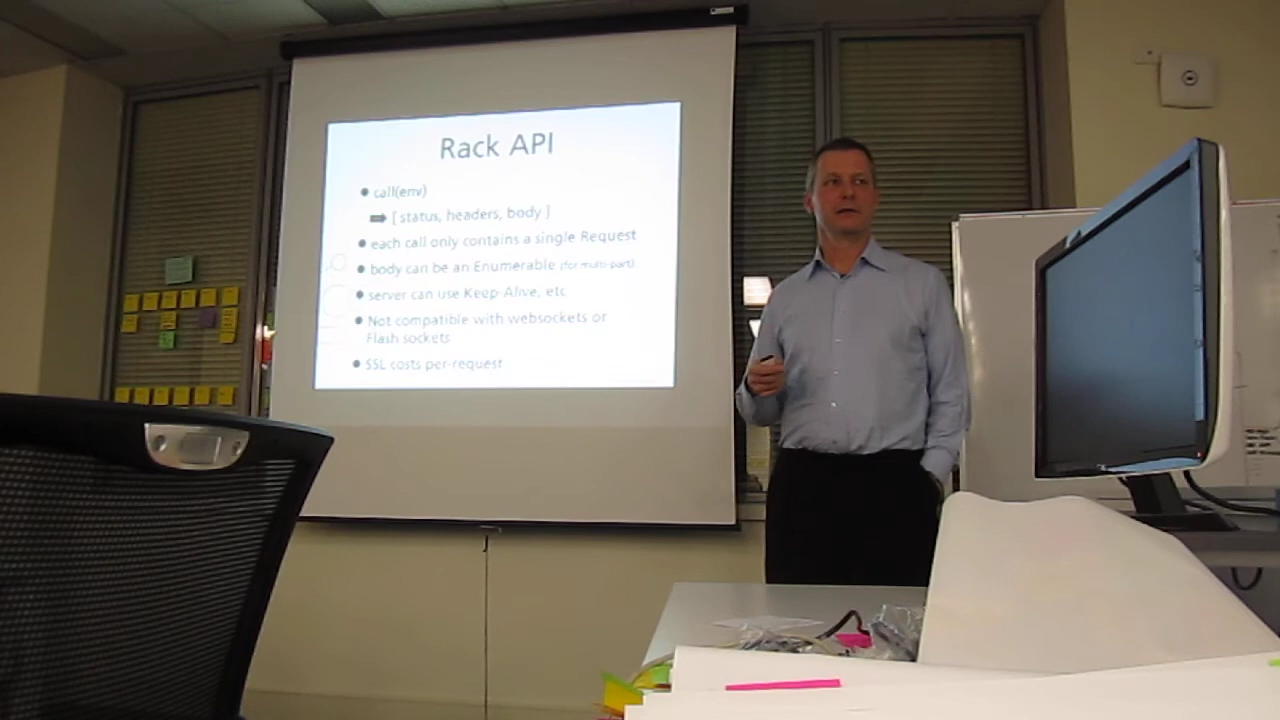 Rack API
call(env)
[ status, headers, body ]
each call only contains a single Request
body can be an Enumerable (for multi-part)
server can use Keep-Alive, etc
Not compatible with websockets or
Flash sockets
SSL costs per-request